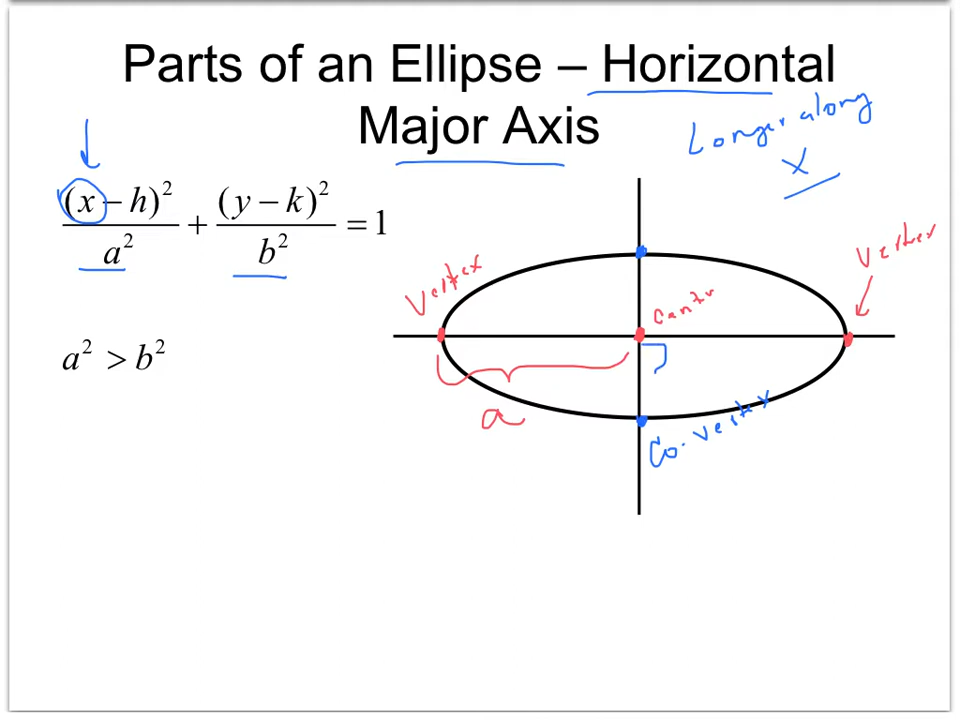 Parts of an Ellipse – Horizontal
Major Axis
Longer along
x
(x − h)² / a² + (y − k)² / b² = 1
a² > b²
Vertex
Vertex
a
Co-vertex